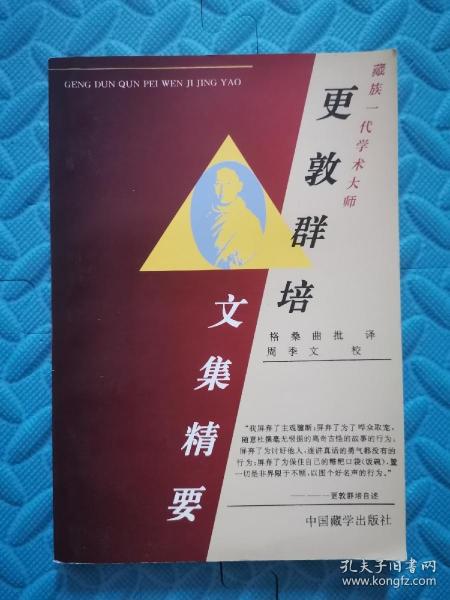 GENG DUN QUN PEI WEN JI JING YAO
藏族一代学术大师
更敦群培
文集精要
格桑曲批 译
周季文 校
“我屏弃了主观臆断;屏弃了为了哗众取宠,
随意杜撰毫无根据的离奇古怪的故事的行为;
屏弃了为讨好他人,连讲真话的勇气都没有的
行为;屏弃了为保住自己的糌粑口袋(饭碗),置
一切是非界限于不顾,以图个好名声的行为。”
————更敦群培自述
中国藏学出版社
孔夫子旧书网
www.kongfz.com